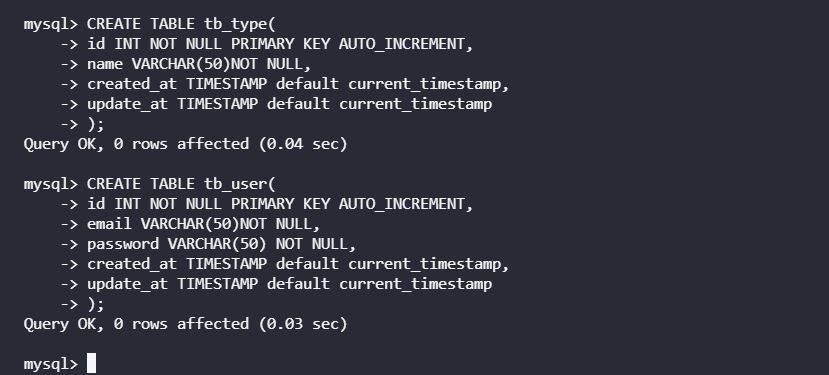 mysql> CREATE TABLE tb_type(
    -> id INT NOT NULL PRIMARY KEY AUTO_INCREMENT,
    -> name VARCHAR(50)NOT NULL,
    -> created_at TIMESTAMP default current_timestamp,
    -> update_at TIMESTAMP default current_timestamp
    -> );
Query OK, 0 rows affected (0.04 sec)

mysql> CREATE TABLE tb_user(
    -> id INT NOT NULL PRIMARY KEY AUTO_INCREMENT,
    -> email VARCHAR(50)NOT NULL,
    -> password VARCHAR(50) NOT NULL,
    -> created_at TIMESTAMP default current_timestamp,
    -> update_at TIMESTAMP default current_timestamp
    -> );
Query OK, 0 rows affected (0.03 sec)

mysql>